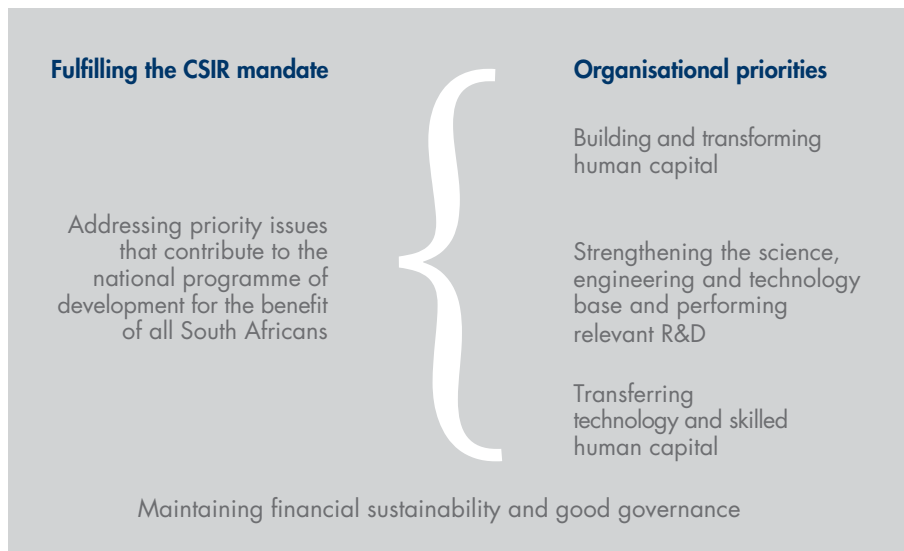 Fulfilling the CSIR mandate
Addressing priority issues
that contribute to the
national programme of
development for the benefit
of all South Africans
Organisational priorities
Building and transforming
human capital
Strengthening the science,
engineering and technology
base and performing
relevant R&D
Transferring
technology and skilled
human capital
Maintaining financial sustainability and good governance